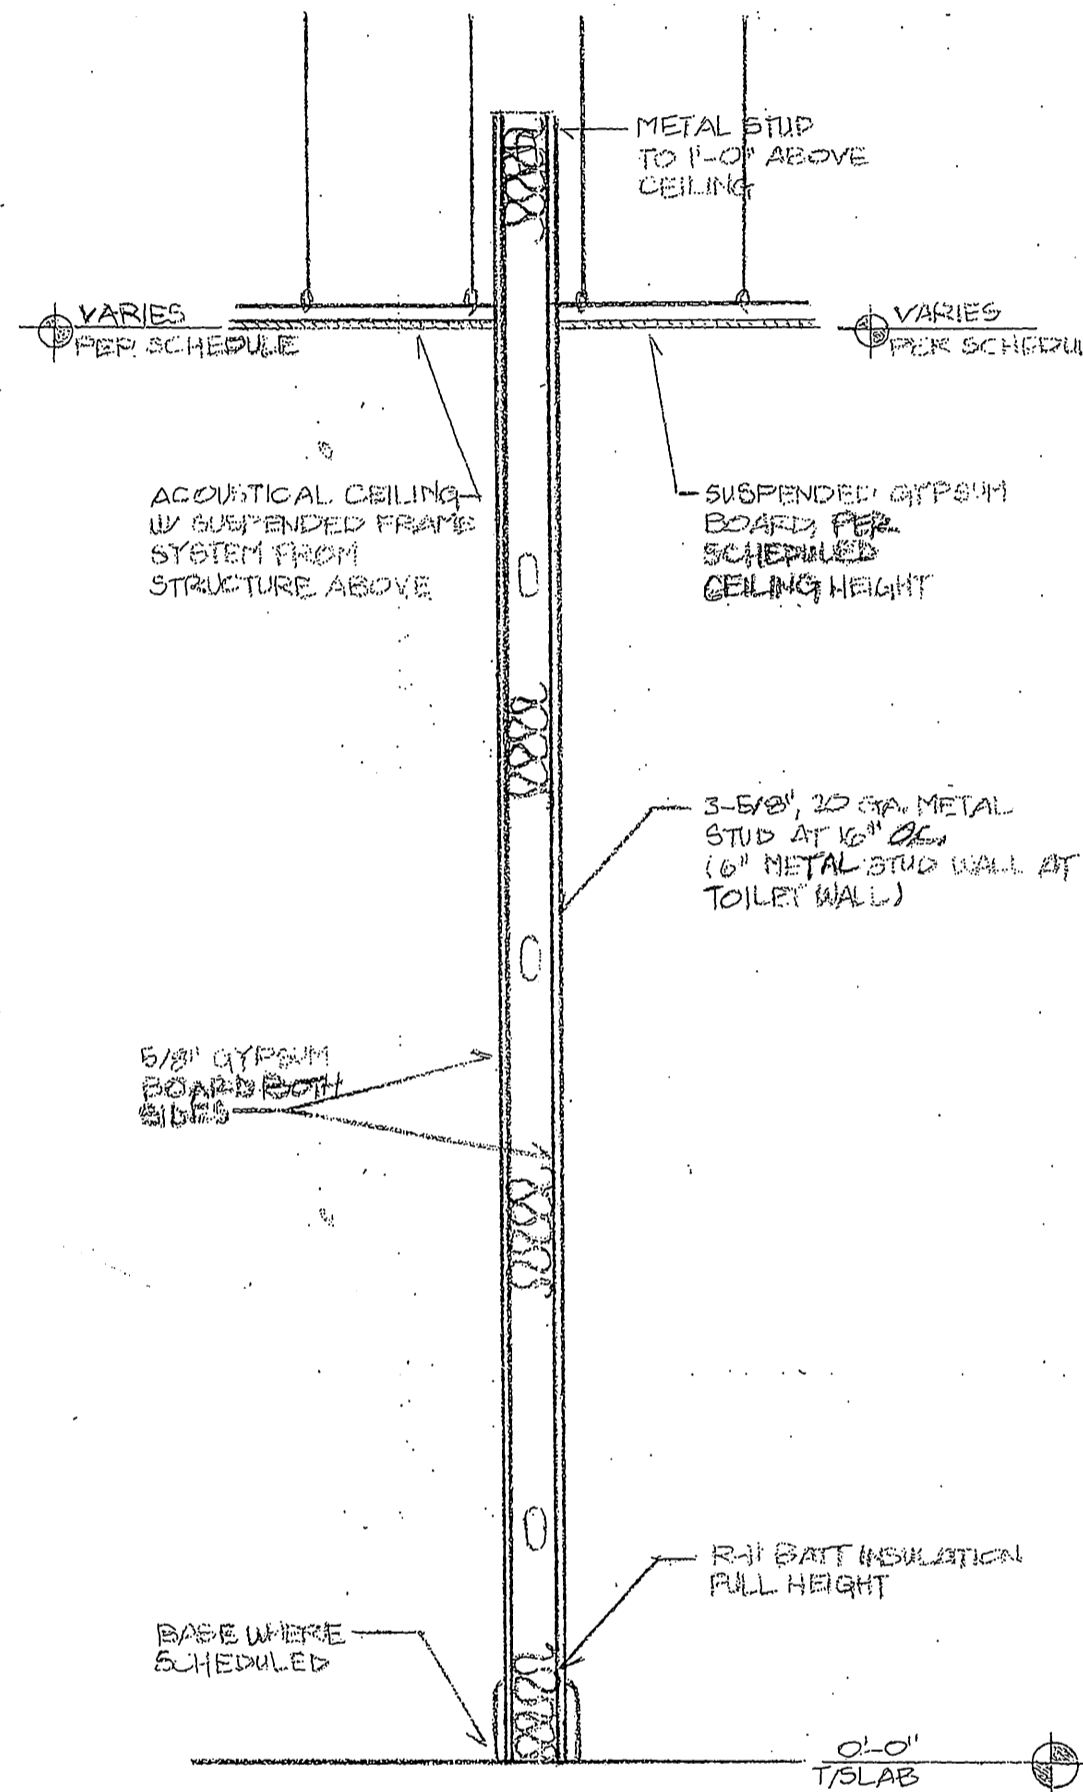 METAL STUD
TO 1'-0" ABOVE
CEILING
VARIES
PER SCHEDULE
VARIES
PER SCHEDUL
ACOUSTICAL CEILING
W/ SUSPENDED FRAME
SYSTEM FROM
STRUCTURE ABOVE
SUSPENDED GYPSUM
BOARD, PER
SCHEDULED
CEILING HEIGHT
3-5/8", 20 GA. METAL
STUD AT 16" O.C.
(6" METAL STUD WALL AT
TOILET WALL)
5/8" GYPSUM
BOARD BOTH
SIDES
R-11 BATT INSULATION
FULL HEIGHT
BASE WHERE
SCHEDULED
0'-0"
T/SLAB